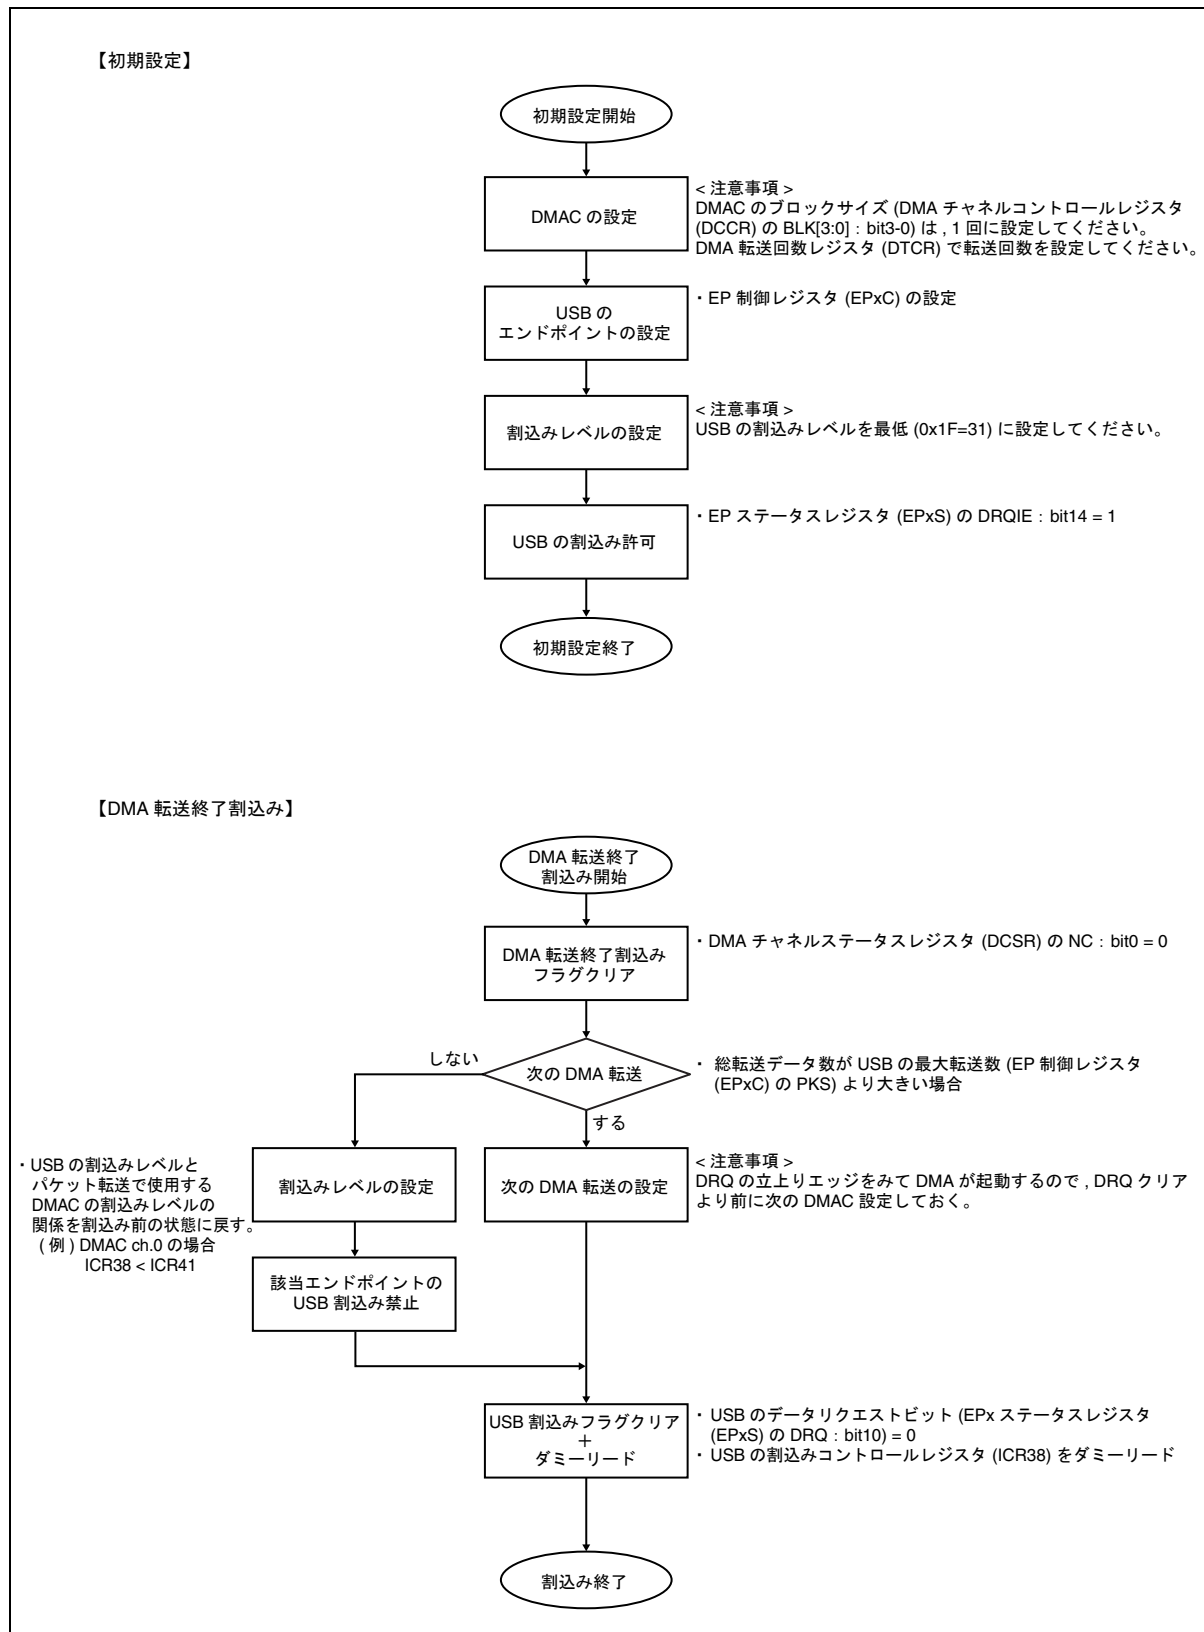 【初期設定】
初期設定開始
DMAC の設定
< 注意事項 >
DMAC のブロックサイズ (DMA チャネルコントロールレジスタ
(DCCR) の BLK[3:0] : bit3-0) は , 1 回に設定してください。
DMA 転送回数レジスタ (DTCR) で転送回数を設定してください。
USB の
エンドポイントの設定
・EP 制御レジスタ (EPxC) の設定
割込みレベルの設定
< 注意事項 >
USB の割込みレベルを最低 (0x1F=31) に設定してください。
USB の割込み許可
・EP ステータスレジスタ (EPxS) の DRQIE : bit14 = 1
初期設定終了
【DMA 転送終了割込み】
DMA 転送終了
割込み開始
DMA 転送終了割込み
フラグクリア
・DMA チャネルステータスレジスタ (DCSR) の NC : bit0 = 0
しない
次の DMA 転送
・ 総転送データ数が USB の最大転送数 (EP 制御レジスタ
(EPxC) の PKS) より大きい場合
する
・USB の割込みレベルと
パケット転送で使用する
DMAC の割込みレベルの
関係を割込み前の状態に戻す。
( 例 ) DMAC ch.0 の場合
ICR38 < ICR41
割込みレベルの設定
次の DMA 転送の設定
< 注意事項 >
DRQ の立上りエッジをみて DMA が起動するので , DRQ クリア
より前に次の DMAC 設定しておく。
該当エンドポイントの
USB 割込み禁止
USB 割込みフラグクリア
＋
ダミーリード
・ USB のデータリクエストビット (EPx ステータスレジスタ
(EPxS) の DRQ : bit10) = 0
・ USB の割込みコントロールレジスタ (ICR38) をダミーリード
割込み終了